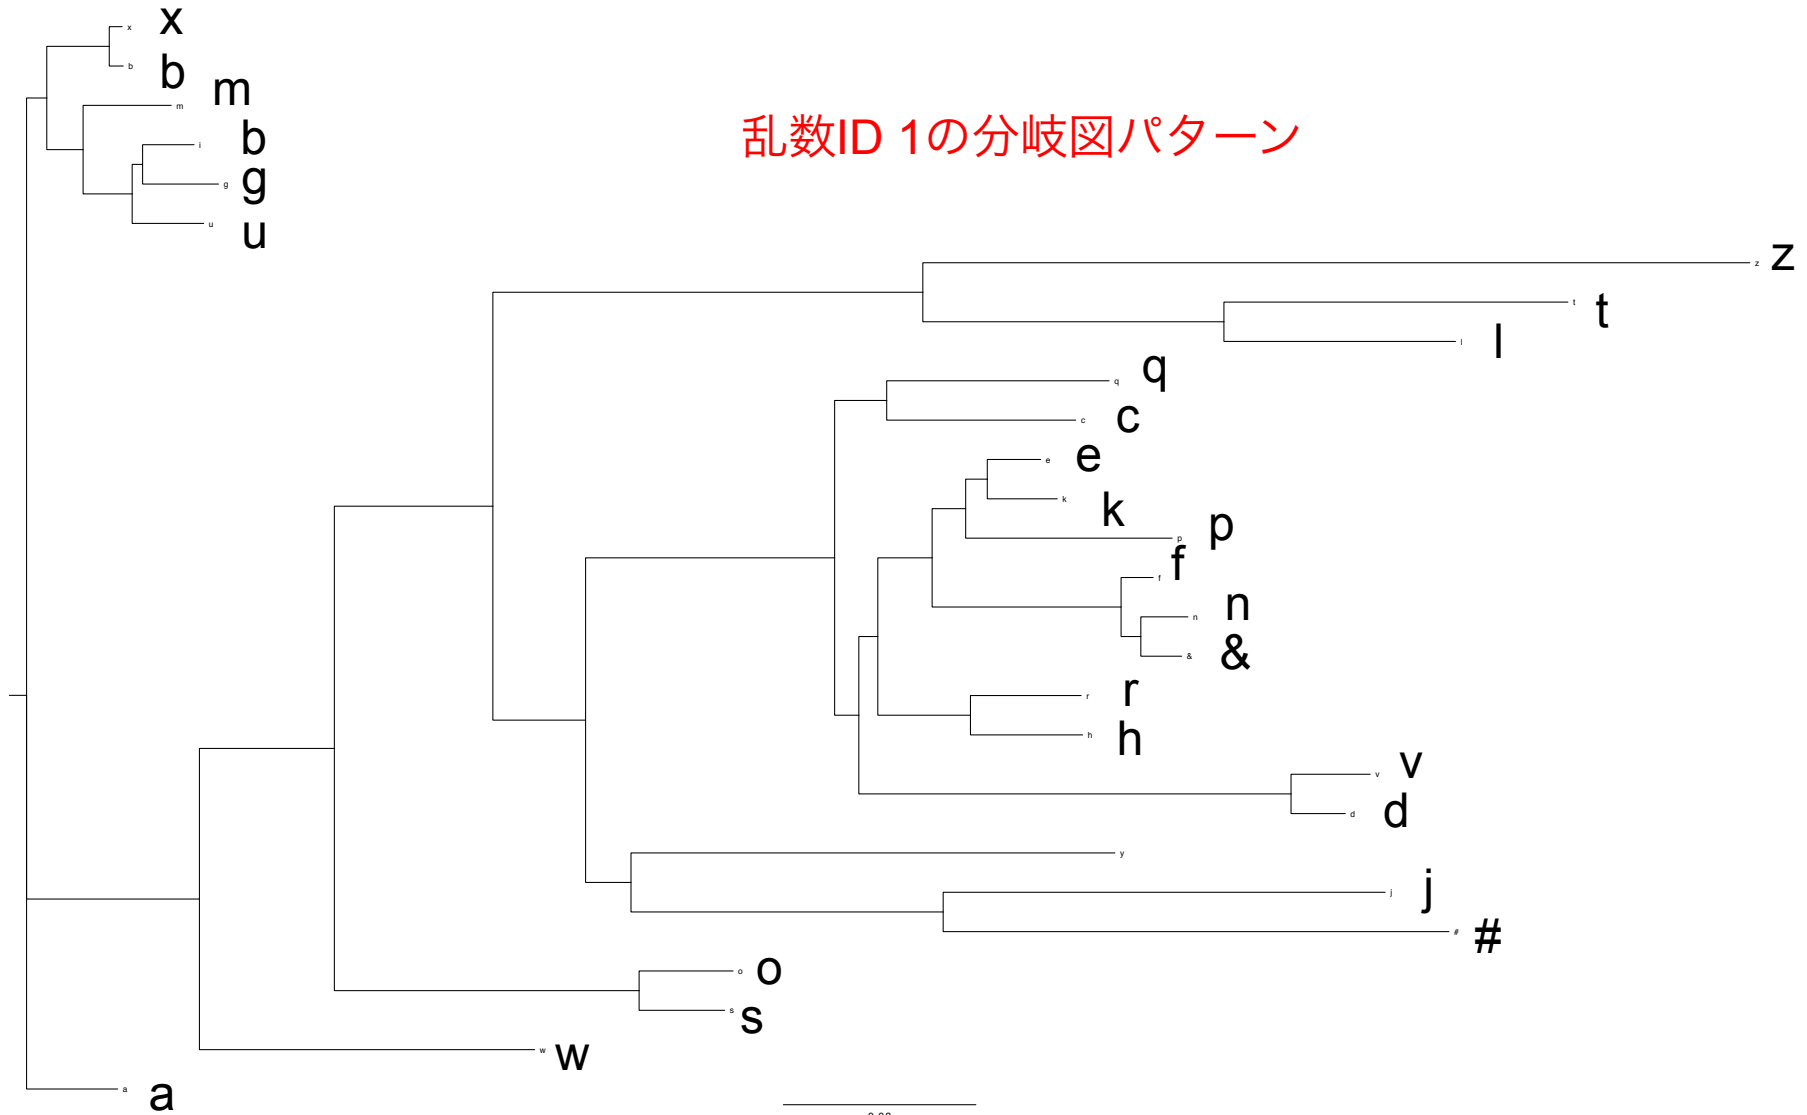 x x
b b
m m
乱数ID 1の分岐図パターン
i b
g g
u u
z z
t t
l l
q q
c c
e e
k k
p p
f f
n n
& &
r r
h h
v v
d d
y
j j
# #
o o
s s
w w
a a